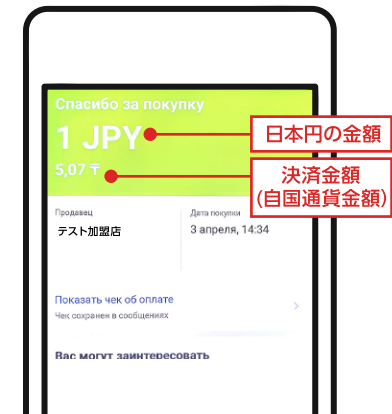 Спасибо за покупку
1 JPY
日本円の金額
5,07 ₸
決済金額
(自国通貨金額)
Продавец
テスト加盟店
Дата покупки
3 апреля, 14:34
Показать чек об оплате
Чек сохранен в сообщениях
Вас могут заинтересовать